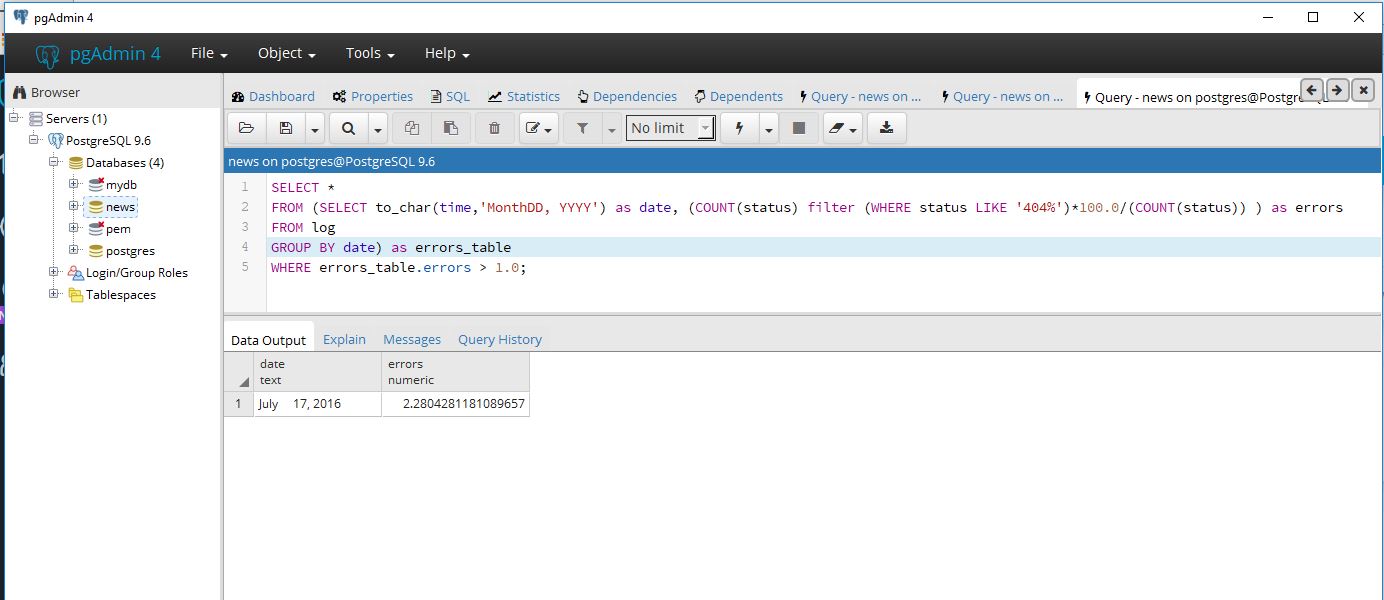 pgAdmin 4
pgAdmin 4 File Object Tools Help
Browser
Servers (1)
PostgreSQL 9.6
Databases (4)
mydb
news
pem
postgres
Login/Group Roles
Tablespaces
Dashboard Properties SQL Statistics Dependencies Dependents Query - news on ... Query - news on ... Query - news on postgres@Postgre
No limit
news on postgres@PostgreSQL 9.6
1 SELECT *
2 FROM (SELECT to_char(time,'MonthDD, YYYY') as date, (COUNT(status) filter (WHERE status LIKE '404%')*100.0/(COUNT(status)) ) as errors
3 FROM log
4 GROUP BY date) as errors_table
5 WHERE errors_table.errors > 1.0;
Data Output Explain Messages Query History
date errors
text numeric
1 July 17, 2016 2.2804281181089657